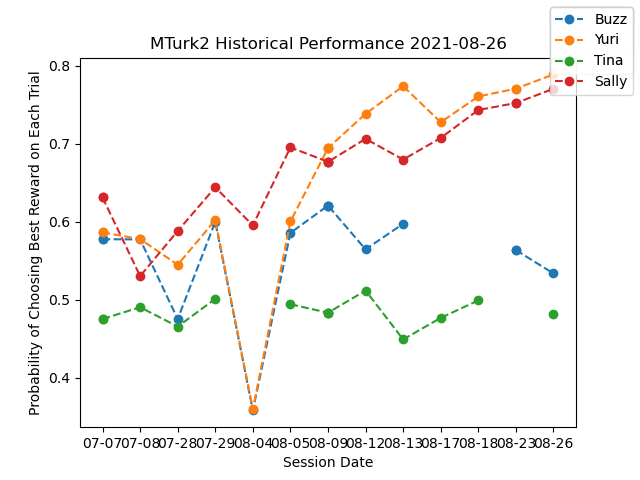 MTurk2 Historical Performance 2021-08-26
Buzz
Yuri
Tina
Sally
Probability of Choosing Best Reward on Each Trial
0.8
0.7
0.6
0.5
0.4
07-07 07-08 07-28 07-29 08-04 08-05 08-09 08-12 08-13 08-17 08-18 08-23 08-26
Session Date